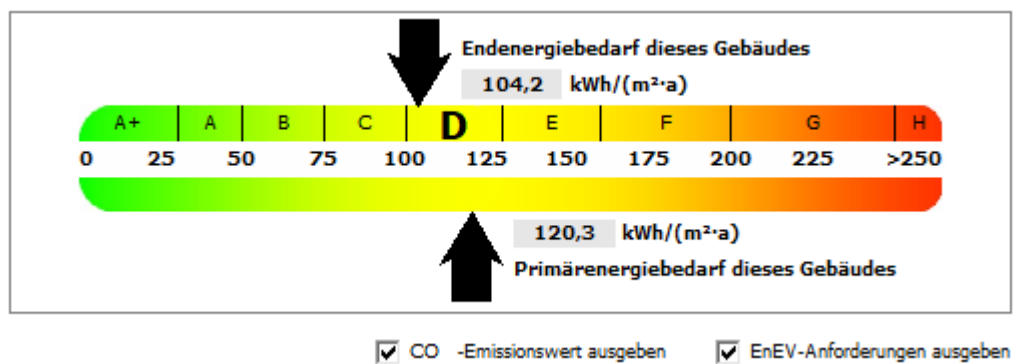 Endenergiebedarf dieses Gebäudes
104,2 kWh/(m²·a)
A+ A B C D E F G H
0 25 50 75 100 125 150 175 200 225 >250
120,3 kWh/(m²·a)
Primärenergiebedarf dieses Gebäudes
CO -Emissionswert ausgeben EnEV-Anforderungen ausgeben